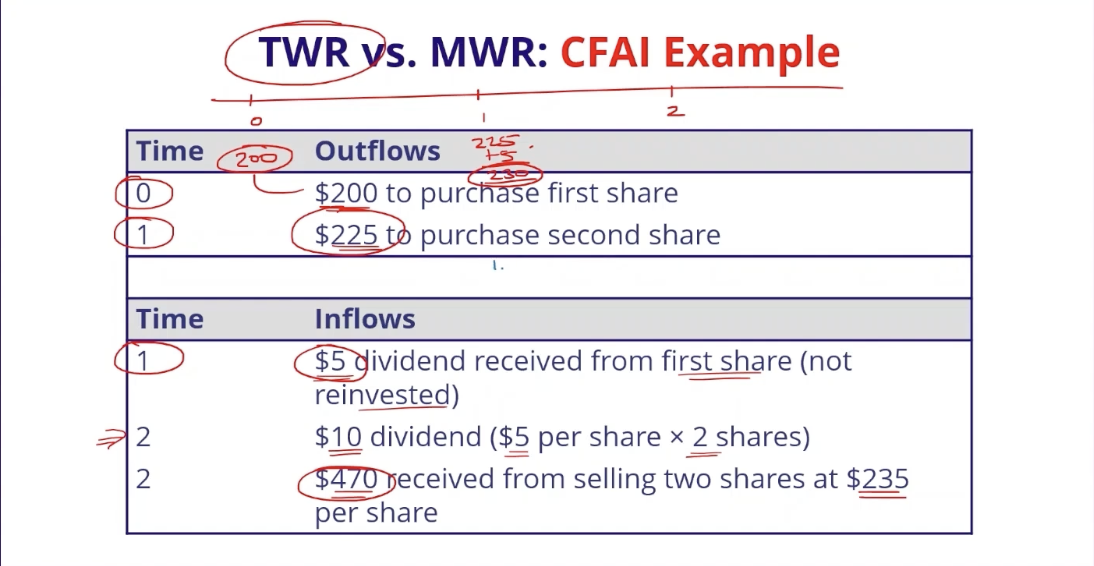 TWR vs. MWR: CFAI Example
0 1 2
225
Time 200 Outflows +5
230
0 $200 to purchase first share
1 $225 to purchase second share
1.
Time Inflows
1 $5 dividend received from first share (not
reinvested)
2 $10 dividend ($5 per share × 2 shares)
2 $470 received from selling two shares at $235
per share